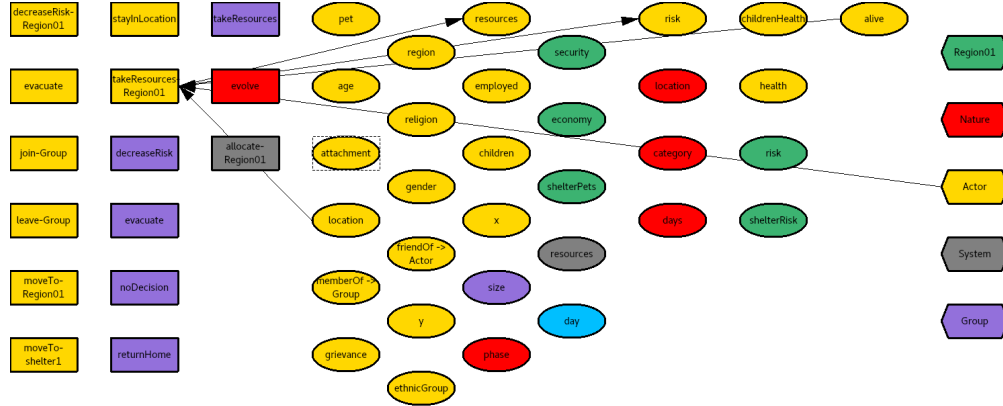 decreaseRisk-
Region01
stayInLocation
takeResources
pet
resources
risk
childrenHealth
alive
region
security
Region01
evacuate
takeResources-
Region01
evolve
age
employed
location
health
religion
economy
Nature
join-Group
decreaseRisk
allocate-
Region01
attachment
children
category
risk
gender
shelterPets
Actor
leave-Group
evacuate
location
x
days
shelterRisk
friendOf ->
Actor
resources
System
moveTo-
Region01
noDecision
memberOf ->
Group
size
y
day
Group
moveTo-
shelter1
returnHome
grievance
phase
ethnicGroup